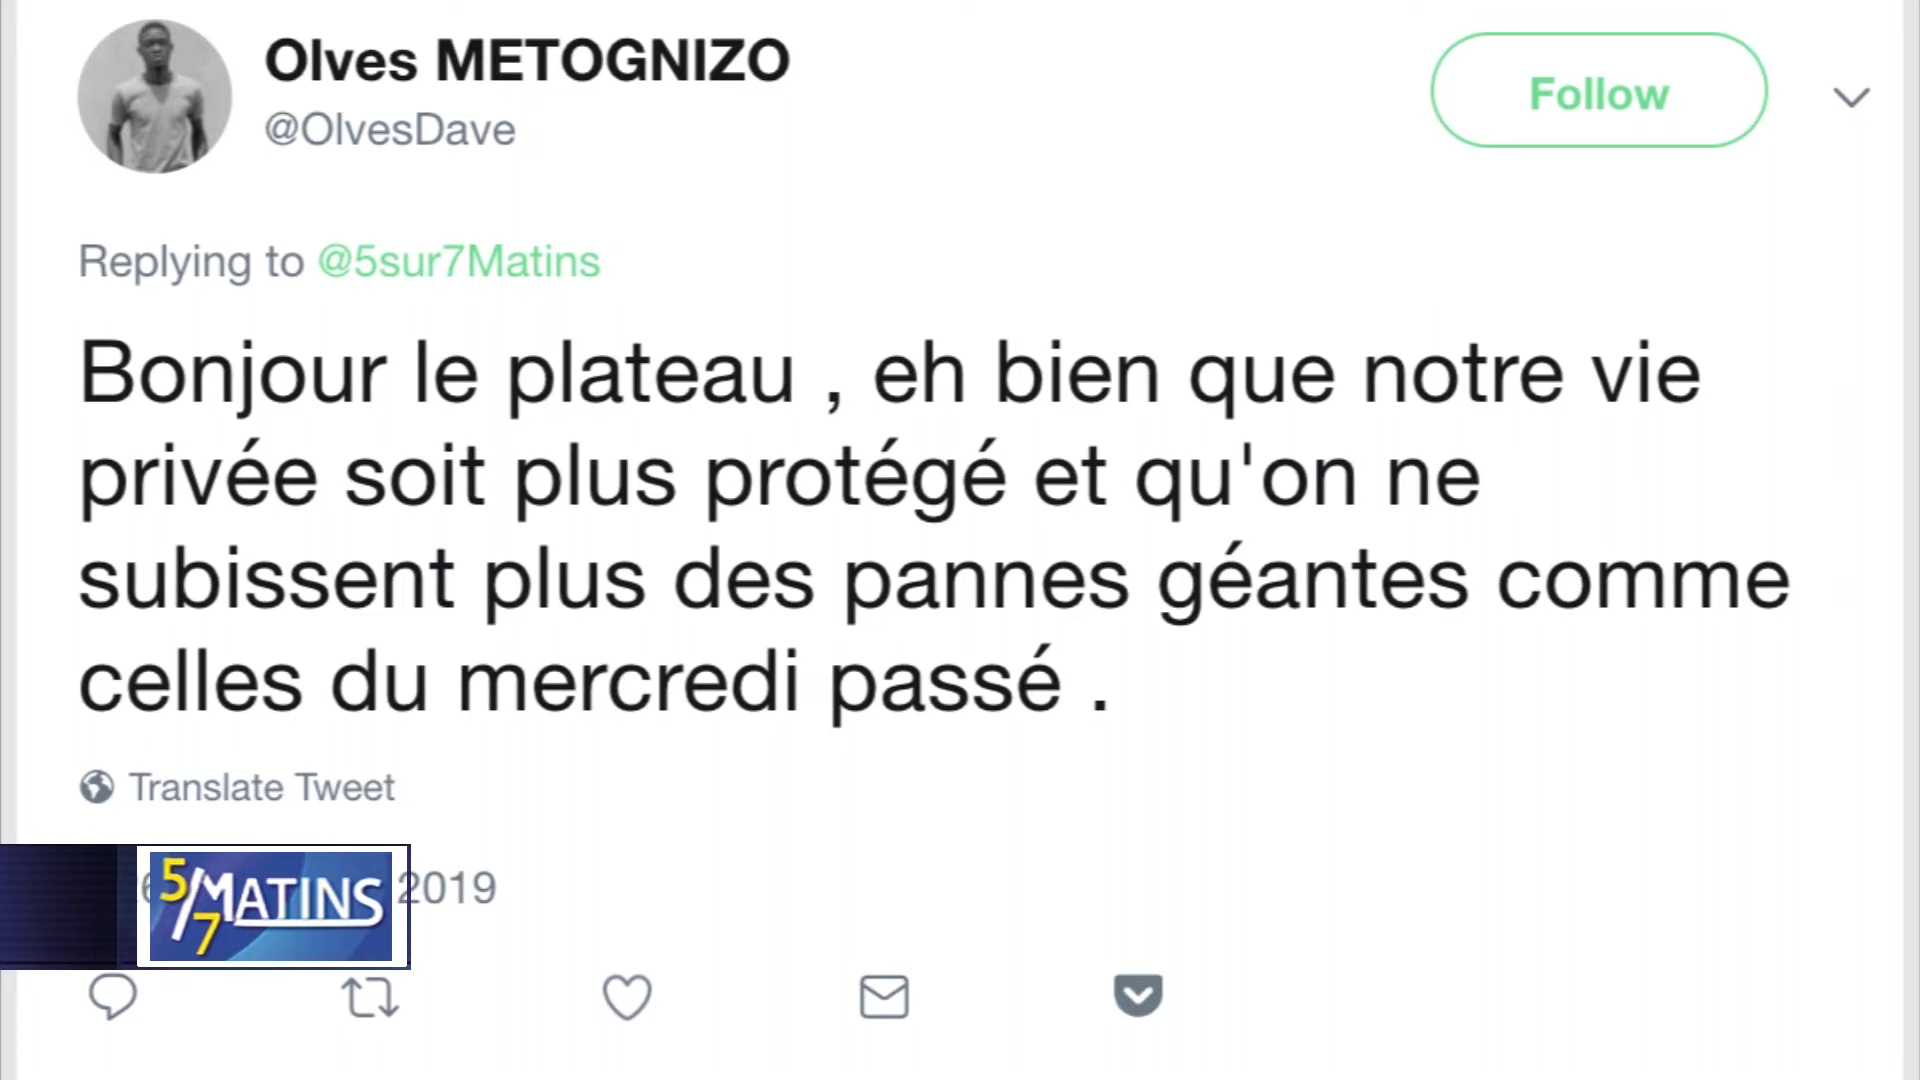 Olves METOGNIZO
@OlvesDave
Follow
Replying to @5sur7Matins
Bonjour le plateau , eh bien que notre vie
privée soit plus protégé et qu'on ne
subissent plus des pannes géantes comme
celles du mercredi passé .
Translate Tweet
2019
5/7 MATINS